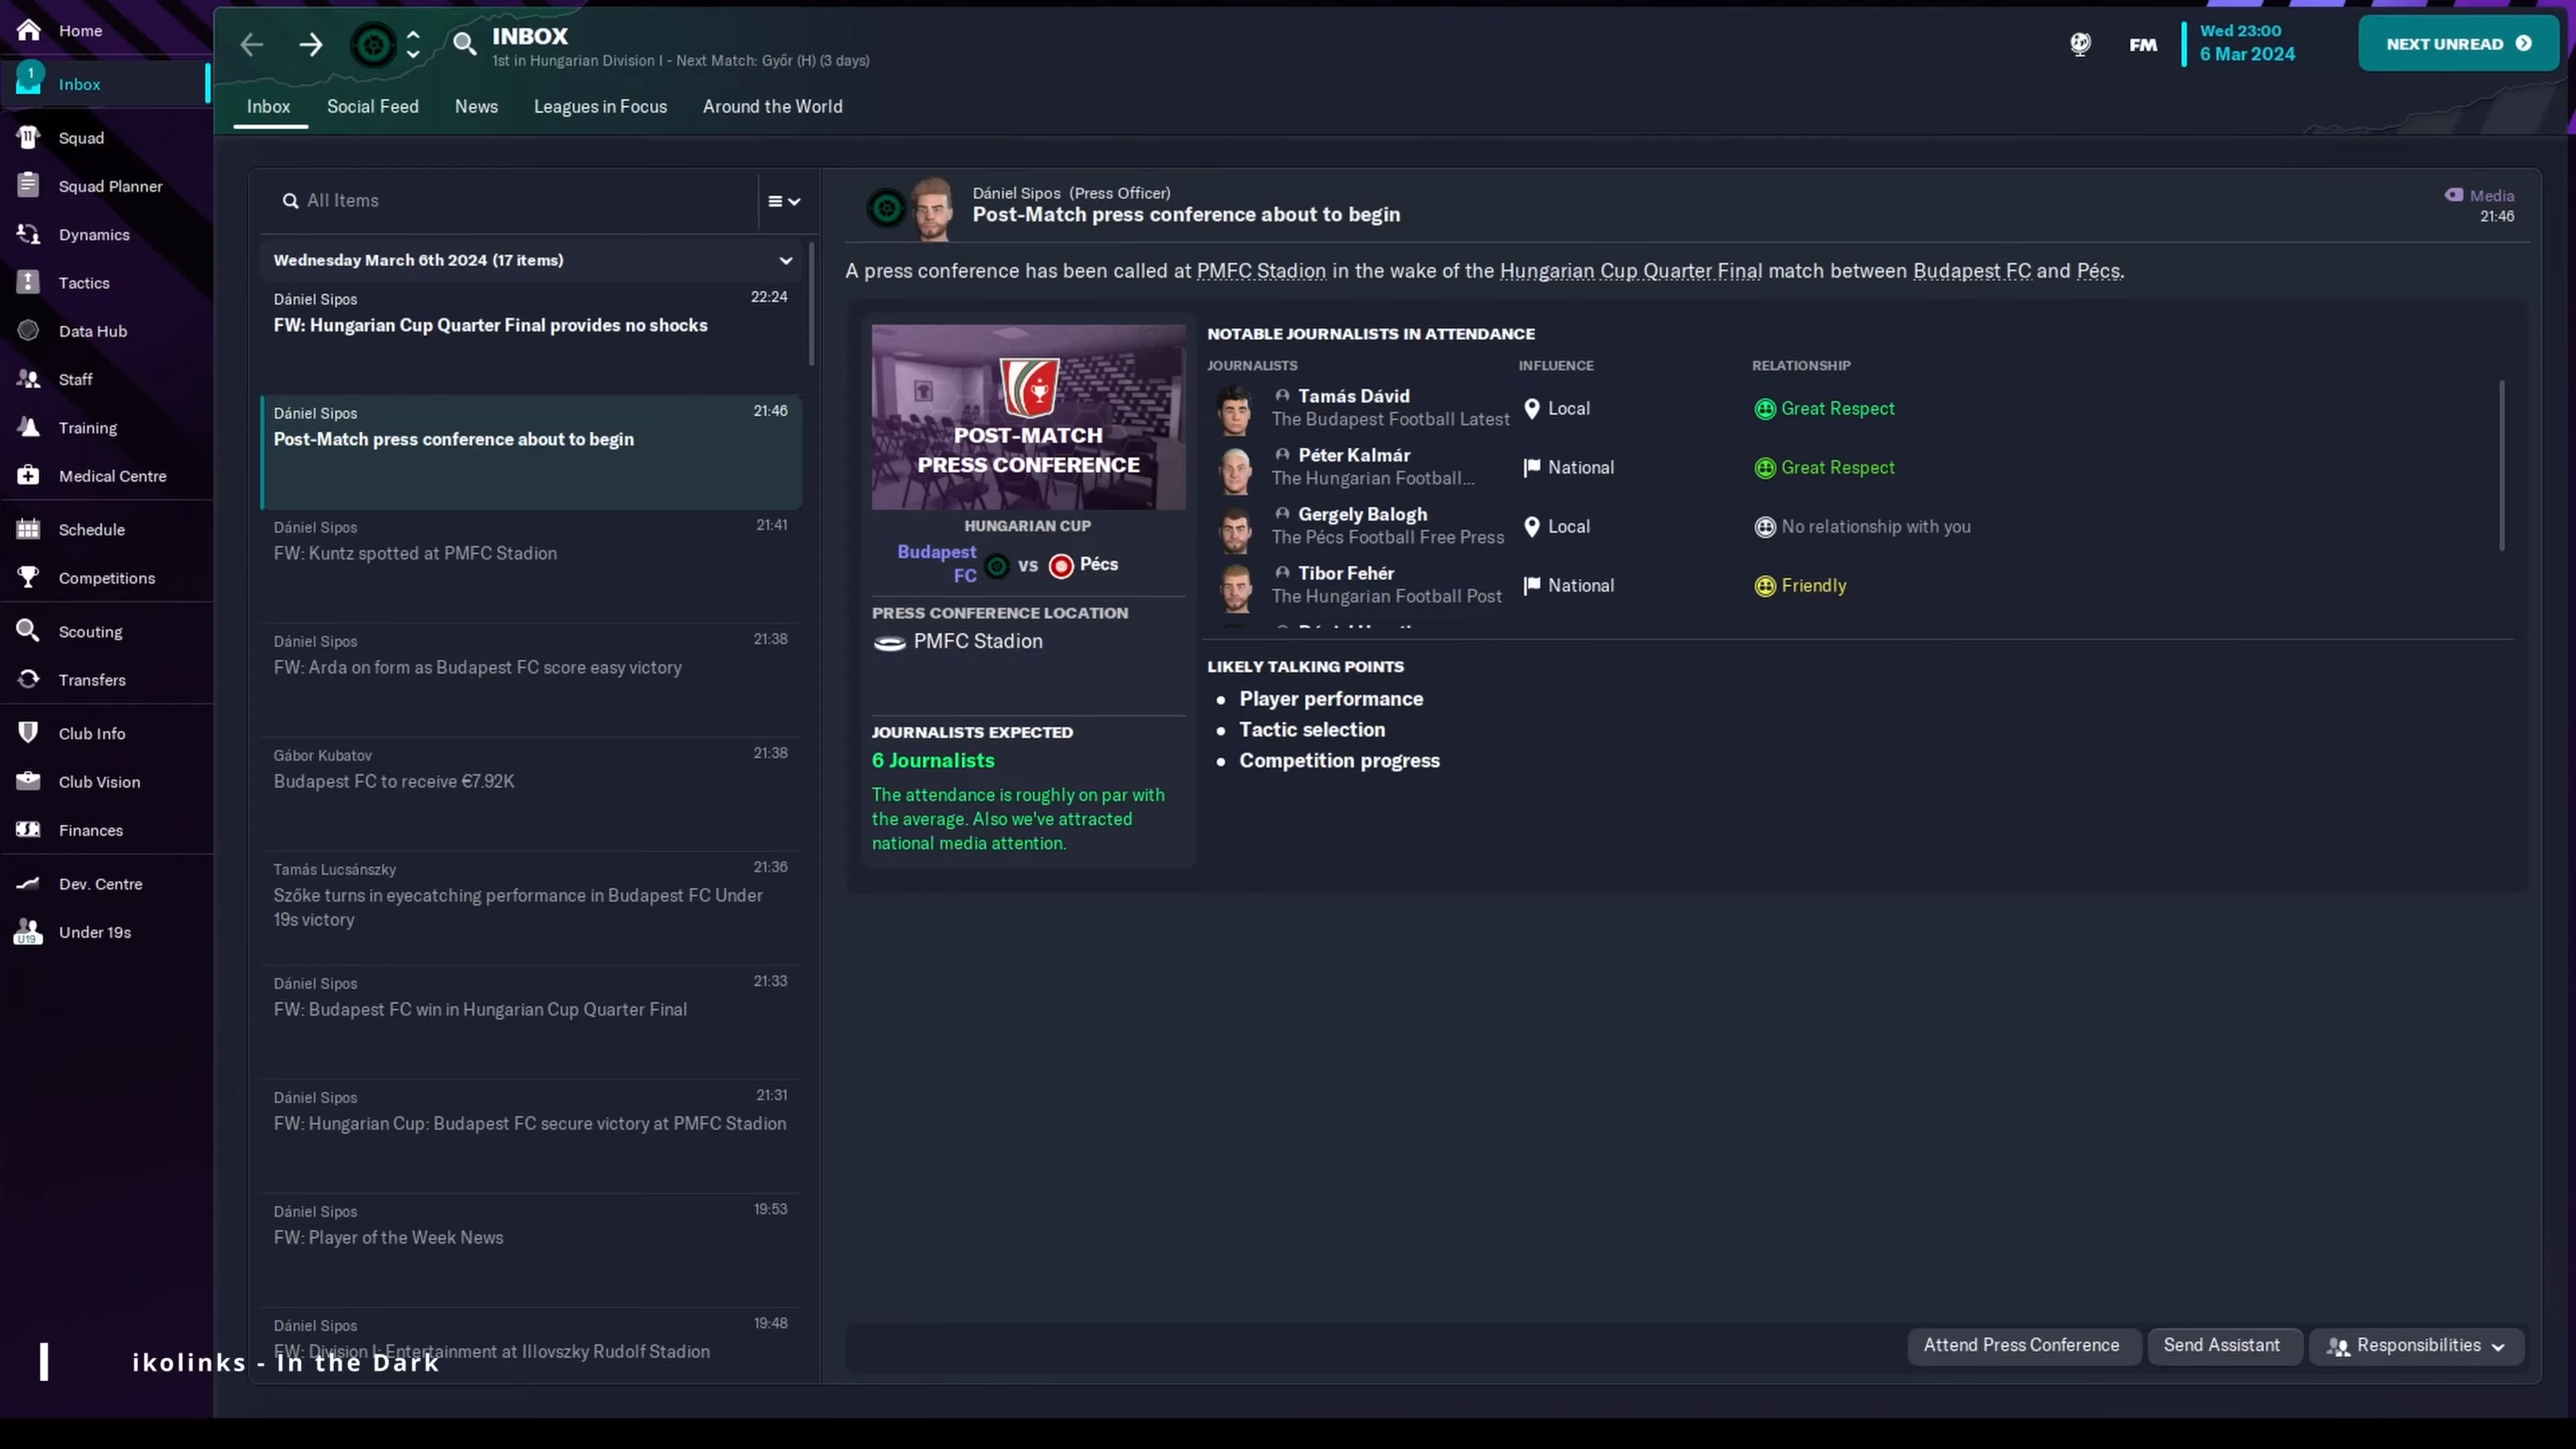 Home
1
Inbox
Squad
Squad Planner
Dynamics
Tactics
Data Hub
Staff
Training
Medical Centre
Schedule
Competitions
Scouting
Transfers
Club Info
Club Vision
Finances
Dev. Centre
U19
Under 19s
INBOX
1st in Hungarian Division I - Next Match: Győr (H) (3 days)
FM
Wed 23:00
6 Mar 2024
NEXT UNREAD
Inbox
Social Feed
News
Leagues in Focus
Around the World
All Items
Wednesday March 6th 2024 (17 items)
Dániel Sipos
22:24
FW: Hungarian Cup Quarter Final provides no shocks
Dániel Sipos
21:46
Post-Match press conference about to begin
Dániel Sipos
21:41
FW: Kuntz spotted at PMFC Stadion
Dániel Sipos
21:38
FW: Arda on form as Budapest FC score easy victory
Gábor Kubatov
21:38
Budapest FC to receive €7.92K
Tamás Lucsánszky
21:36
Szőke turns in eyecatching performance in Budapest FC Under
19s victory
Dániel Sipos
21:33
FW: Budapest FC win in Hungarian Cup Quarter Final
Dániel Sipos
21:31
FW: Hungarian Cup: Budapest FC secure victory at PMFC Stadion
Dániel Sipos
19:53
FW: Player of the Week News
Dániel Sipos
19:48
FW: Division I: Entertainment at Illovszky Rudolf Stadion
ikolinks - In the Dark
Dániel Sipos (Press Officer)
Post-Match press conference about to begin
Media
21:46
A press conference has been called at PMFC Stadion in the wake of the Hungarian Cup Quarter Final match between Budapest FC and Pécs.
POST-MATCH
PRESS CONFERENCE
HUNGARIAN CUP
Budapest
FC
VS
Pécs
PRESS CONFERENCE LOCATION
PMFC Stadion
JOURNALISTS EXPECTED
6 Journalists
The attendance is roughly on par with
the average. Also we've attracted
national media attention.
NOTABLE JOURNALISTS IN ATTENDANCE
JOURNALISTS
INFLUENCE
RELATIONSHIP
Tamás Dávid
The Budapest Football Latest
Local
Great Respect
Péter Kalmár
The Hungarian Football...
National
Great Respect
Gergely Balogh
The Pécs Football Free Press
Local
No relationship with you
Tibor Fehér
The Hungarian Football Post
National
Friendly
LIKELY TALKING POINTS
Player performance
Tactic selection
Competition progress
Attend Press Conference
Send Assistant
Responsibilities